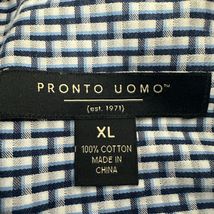 PRONTO UOMO™
(est. 1971)
XL
100% COTTON
MADE IN
CHINA